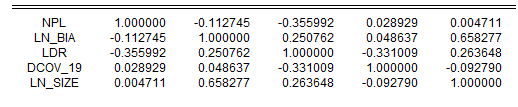 NPL 1.000000 -0.112745 -0.355992 0.028929 0.004711
LN_BIA -0.112745 1.000000 0.250762 0.048637 0.658277
LDR -0.355992 0.250762 1.000000 -0.331009 0.263648
DCOV_19 0.028929 0.048637 -0.331009 1.000000 -0.092790
LN_SIZE 0.004711 0.658277 0.263648 -0.092790 1.000000